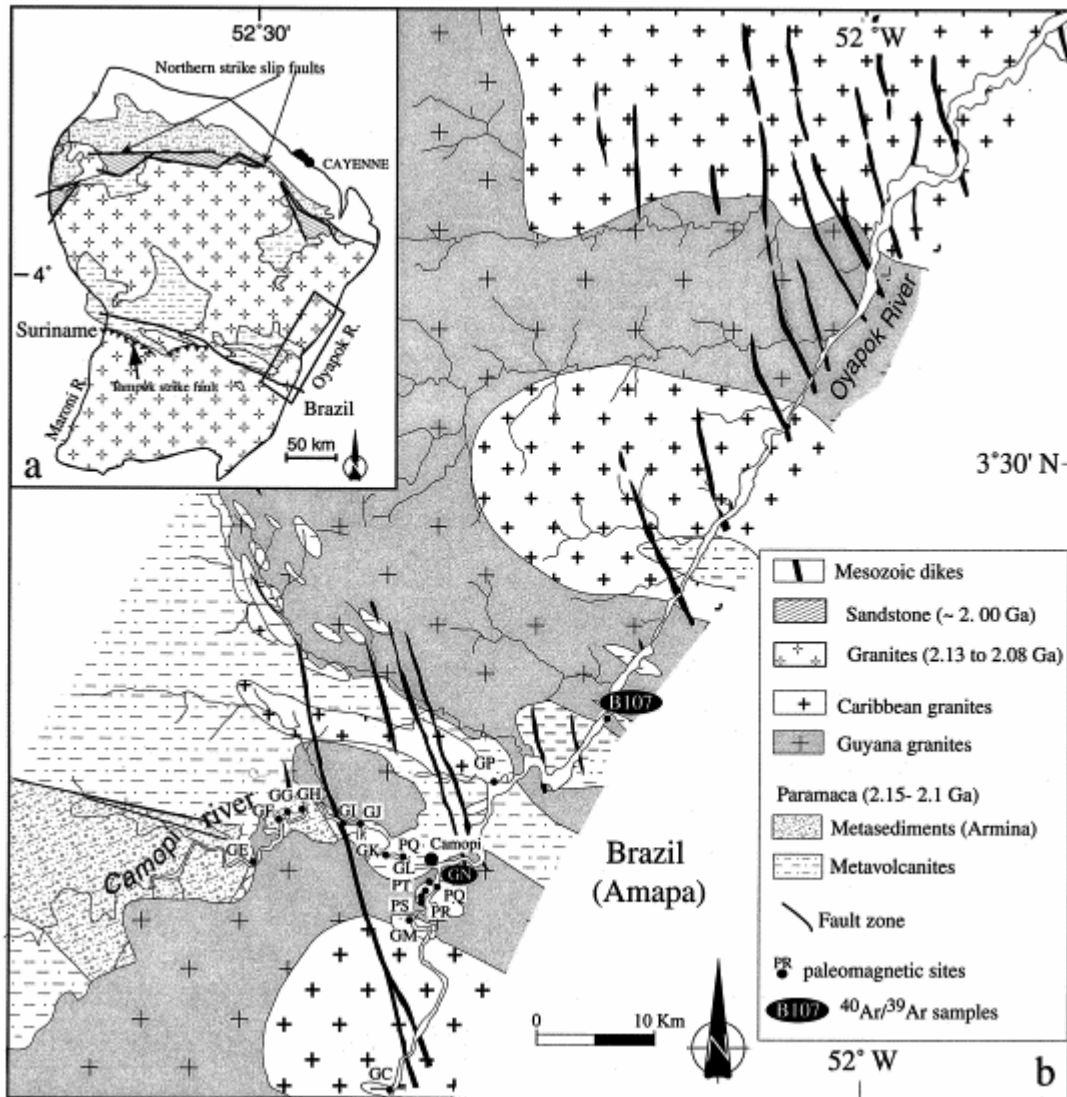 52°30'
52°W
Northern strike slip faults
CAYENNE
4°
Suriname
Maroni R.
Tampok strike fault
Oyapok R.
Brazil
50 km
a
Oyapok River
3°30' N
Mesozoic dikes
Sandstone (~ 2. 00 Ga)
Granites (2.13 to 2.08 Ga)
Caribbean granites
Guyana granites
Paramaca (2.15- 2.1 Ga)
Metasediments (Armina)
Metavolcanites
Fault zone
PR paleomagnetic sites
B107 40Ar/39Ar samples
B107
GP
Camopi river
GE
GF
GG
GH
GI
GJ
GK
PQ
GL
Camopi
GN
PT
PQ
PS
PR
GM
GC
Brazil
(Amapa)
0 10 Km
N
52° W
b